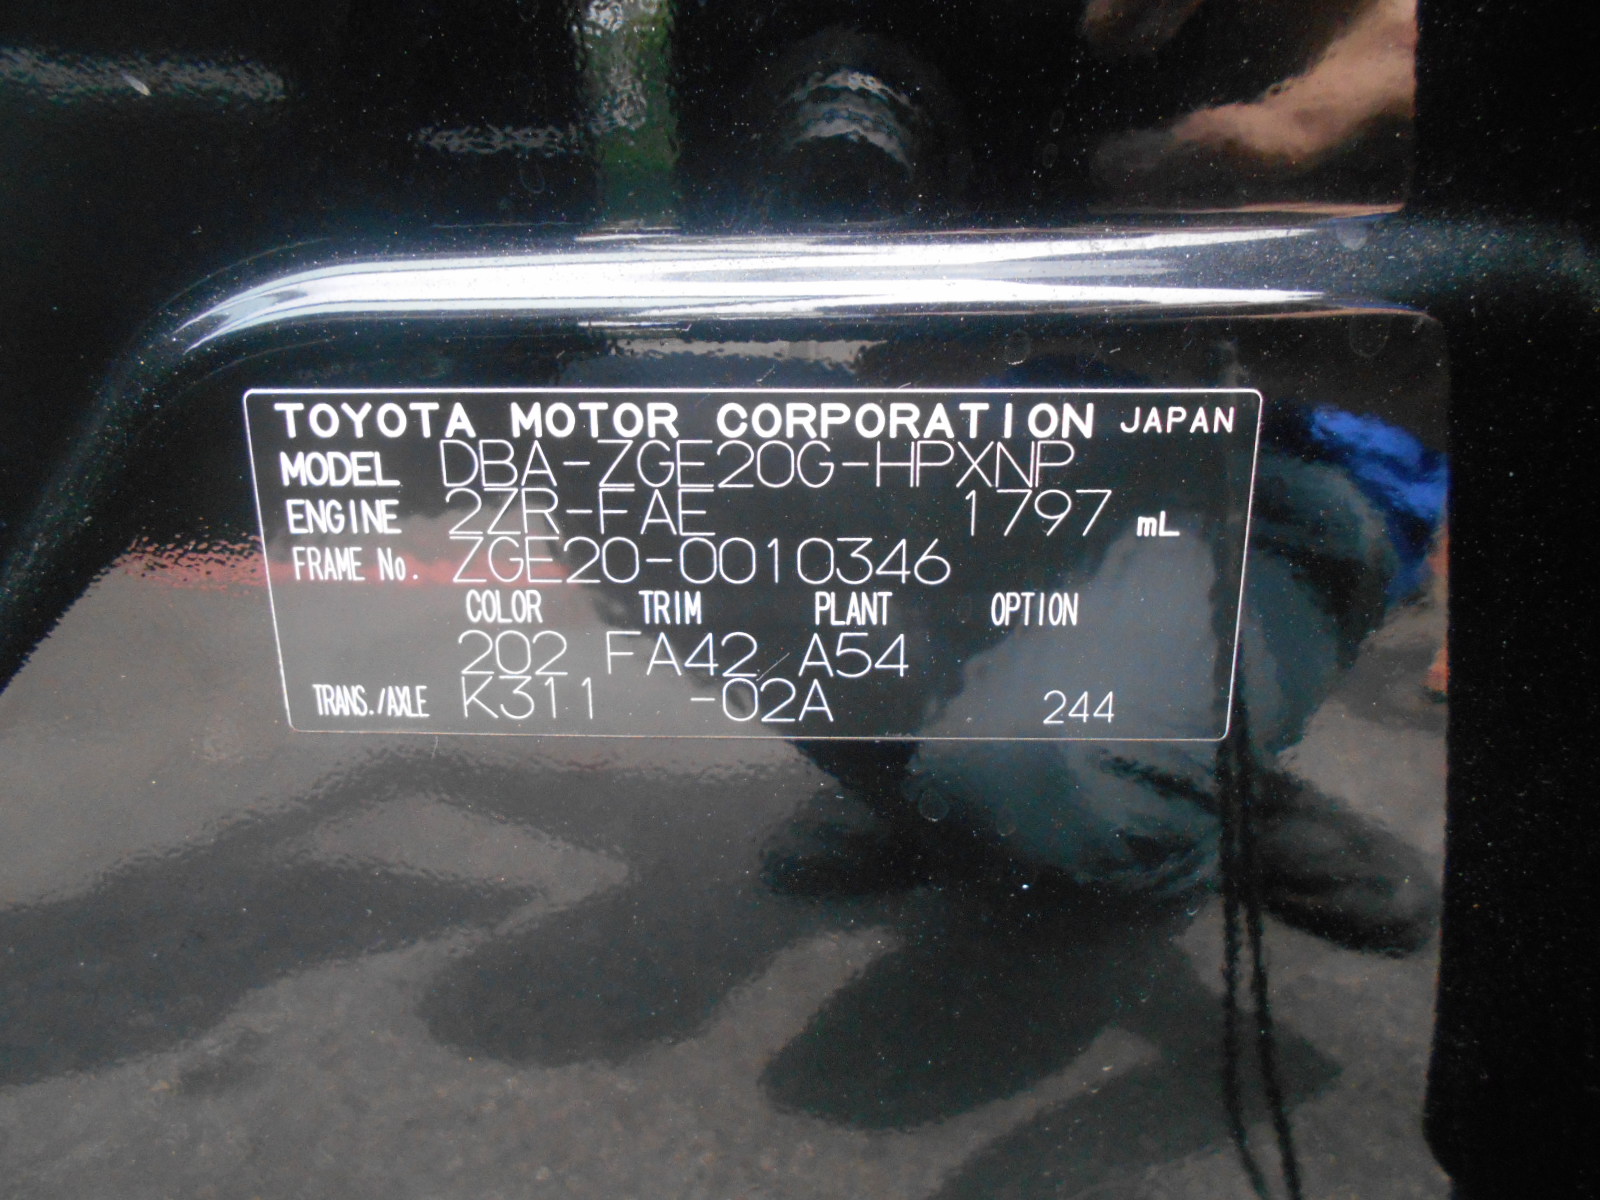 TOYOTA MOTOR CORPORATION JAPAN
MODEL DBA-ZGE20G-HPXNP
ENGINE 2ZR-FAE 1797 mL
FRAME No. ZGE20-0010346
COLOR TRIM PLANT OPTION
202 FA42 A54
TRANS./AXLE K311 -02A 244